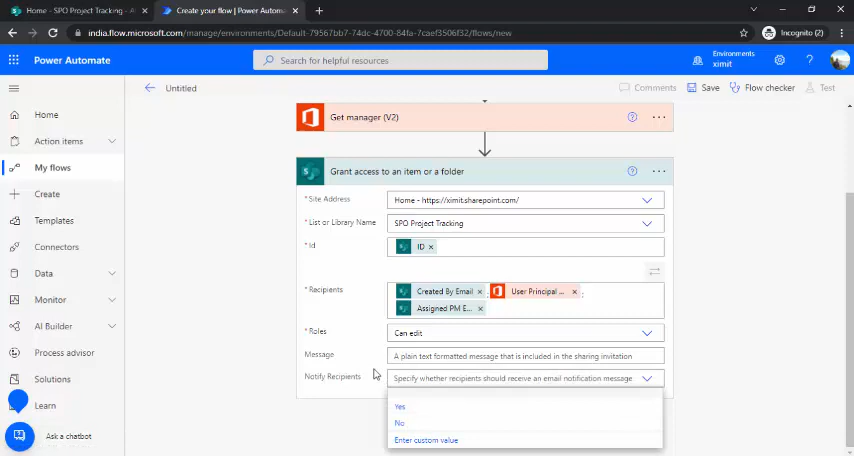 Home - SPO Project Tracking - A
Create your flow | Power Automate
india.flow.microsoft.com/manage/environments/Default-79567bb7-74dc-4700-84fa-7caef3506f32/flows/new
Incognito (2)
Power Automate
Search for helpful resources
Environments
ximit
Untitled
Comments
Save
Flow checker
Test
Home
Action items
My flows
Create
Templates
Connectors
Data
Monitor
AI Builder
Process advisor
Solutions
Learn
Ask a chatbot
Get manager (V2)
Grant access to an item or a folder
* Site Address
Home - https://ximit.sharepoint.com/
* List or Library Name
SPO Project Tracking
* Id
ID ×
* Recipients
Created By Email × ; User Principal ... × ;
Assigned PM E... ×
* Roles
Can edit
Message
A plain text formatted message that is included in the sharing invitation
Notify Recipients
Specify whether recipients should receive an email notification message
Yes
No
Enter custom value